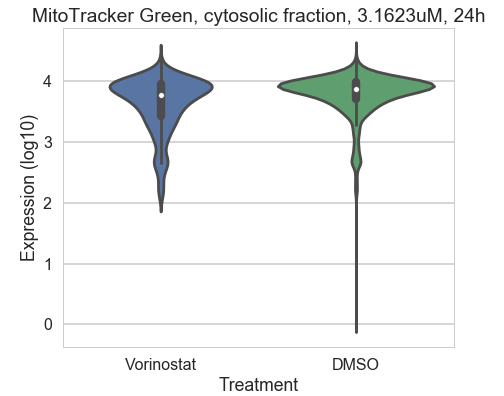 MitoTracker Green, cytosolic fraction, 3.1623uM, 24h
4
3
2
1
0
Expression (log10)
Vorinostat DMSO
Treatment